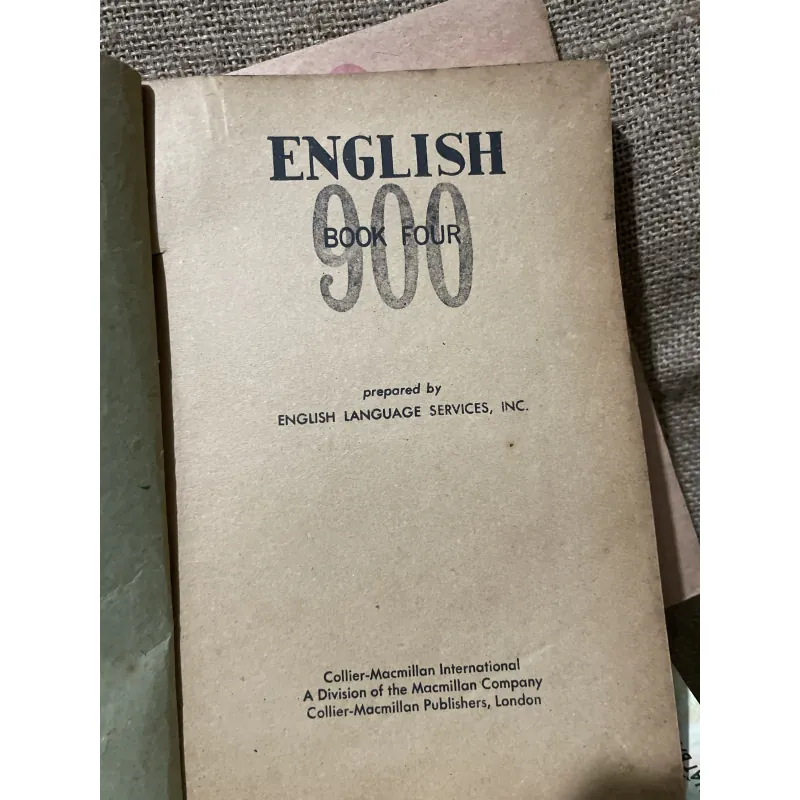 ENGLISH
900
BOOK FOUR
prepared by
ENGLISH LANGUAGE SERVICES, INC.
Collier-Macmillan International
A Division of the Macmillan Company
Collier-Macmillan Publishers, London